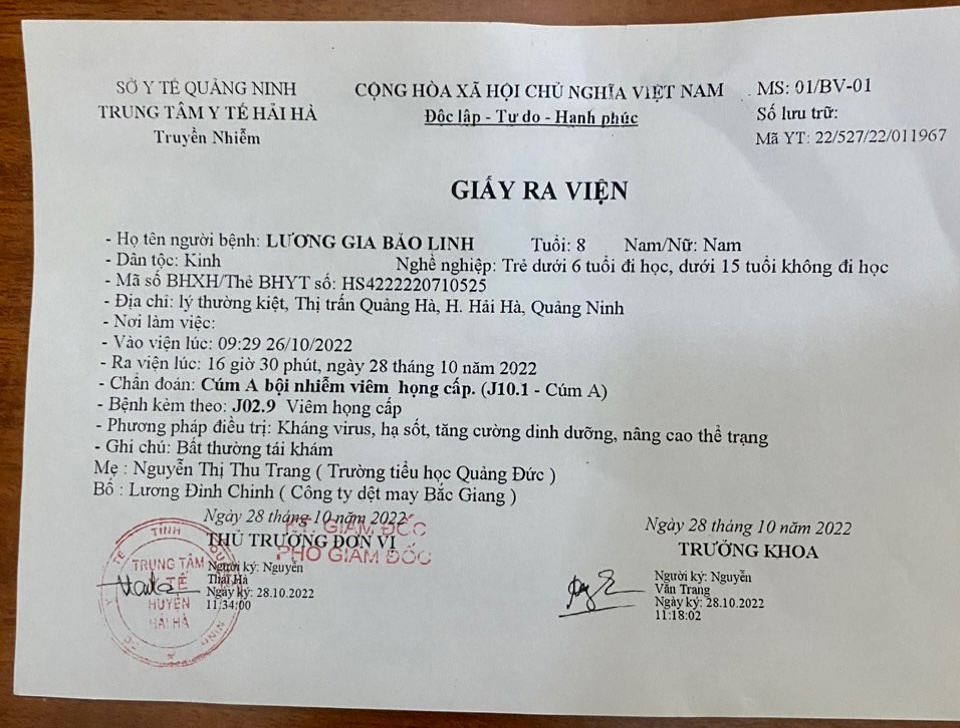 SỞ Y TẾ QUẢNG NINH
TRUNG TÂM Y TẾ HẢI HÀ
Truyền Nhiễm
CỘNG HÒA XÃ HỘI CHỦ NGHĨA VIỆT NAM
Độc lập - Tự do - Hạnh phúc
MS: 01/BV-01
Số lưu trữ:
Mã YT: 22/527/22/011967
GIẤY RA VIỆN
- Họ tên người bệnh: LƯƠNG GIA BẢO LINH Tuổi: 8 Nam/Nữ: Nam
- Dân tộc: Kinh Nghề nghiệp: Trẻ dưới 6 tuổi đi học, dưới 15 tuổi không đi học
- Mã số BHXH/Thẻ BHYT số: HS4222220710525
- Địa chỉ: lý thường kiệt, Thị trấn Quảng Hà, H. Hải Hà, Quảng Ninh
- Nơi làm việc:
- Vào viện lúc: 09:29 26/10/2022
- Ra viện lúc: 16 giờ 30 phút, ngày 28 tháng 10 năm 2022
- Chẩn đoán: Cúm A bội nhiễm viêm họng cấp. (J10.1 - Cúm A)
- Bệnh kèm theo: J02.9 Viêm họng cấp
- Phương pháp điều trị: Kháng virus, hạ sốt, tăng cường dinh dưỡng, nâng cao thể trạng
- Ghi chú: Bất thường tái khám
Mẹ : Nguyễn Thị Thu Trang ( Trường tiểu học Quảng Đức )
Bố : Lương Đình Chinh ( Công ty dệt may Bắc Giang )
Ngày 28 tháng 10 năm 2022
THỦ TRƯỞNG ĐƠN VỊ
KT. GIÁM ĐỐC
PHÓ GIÁM ĐỐC
Người ký: Nguyễn
Thái Hà
Ngày ký: 28.10.2022
11:34:00
TỈNH
TRUNG TÂM
Y TẾ
HUYỆN
HẢI HÀ
Ngày 28 tháng 10 năm 2022
TRƯỞNG KHOA
Người ký: Nguyễn
Văn Trang
Ngày ký: 28.10.2022
11:18:02